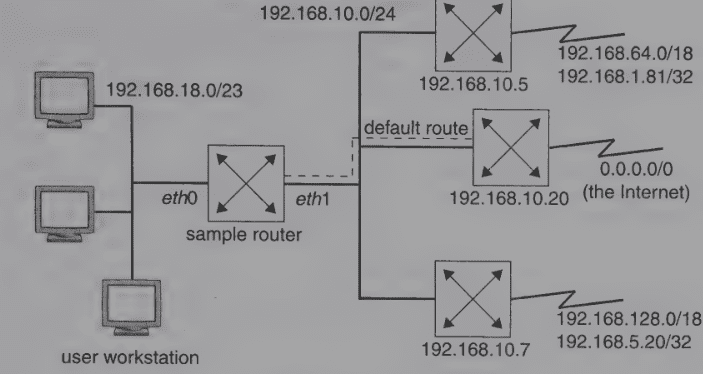 192.168.10.0/24
192.168.64.0/18
192.168.1.81/32
192.168.10.5
192.168.18.0/23
default route
0.0.0.0/0
(the Internet)
192.168.10.20
eth0
eth1
sample router
192.168.128.0/18
192.168.5.20/32
192.168.10.7
user workstation